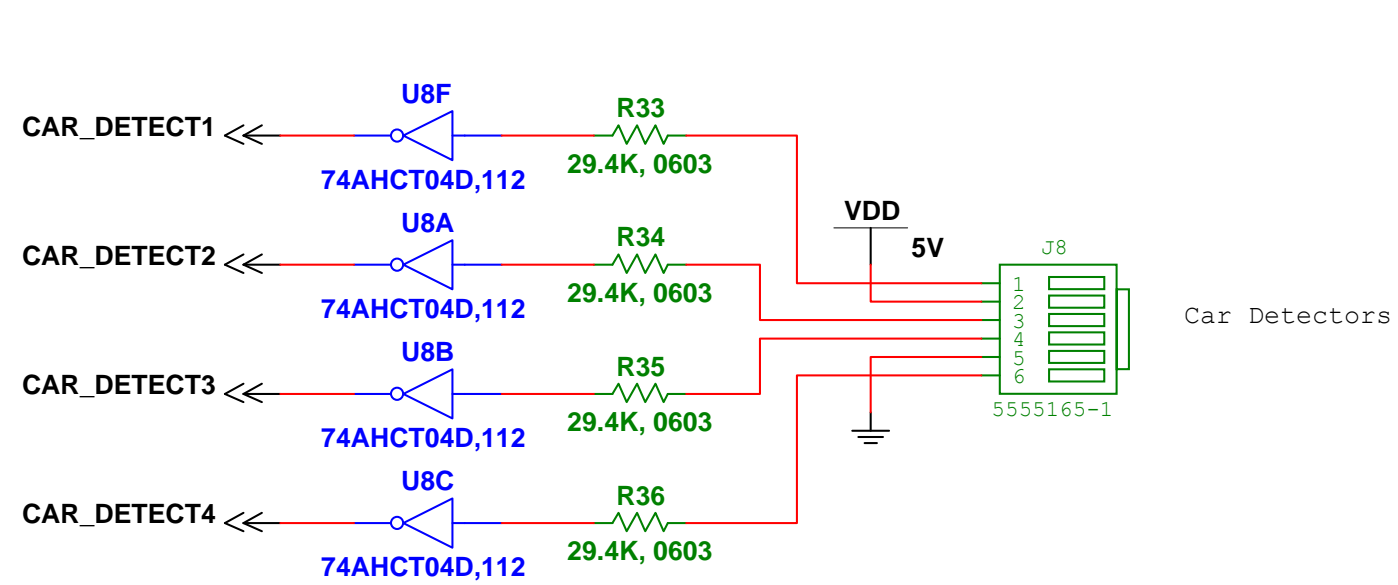 U8F
R33
CAR_DETECT1
29.4K, 0603
74AHCT04D,112
VDD
U8A
R34
5V
J8
CAR_DETECT2
29.4K, 0603
74AHCT04D,112
1
2
3
4
5
6
Car Detectors
U8B
R35
CAR_DETECT3
29.4K, 0603
5555165-1
74AHCT04D,112
U8C
R36
CAR_DETECT4
29.4K, 0603
74AHCT04D,112